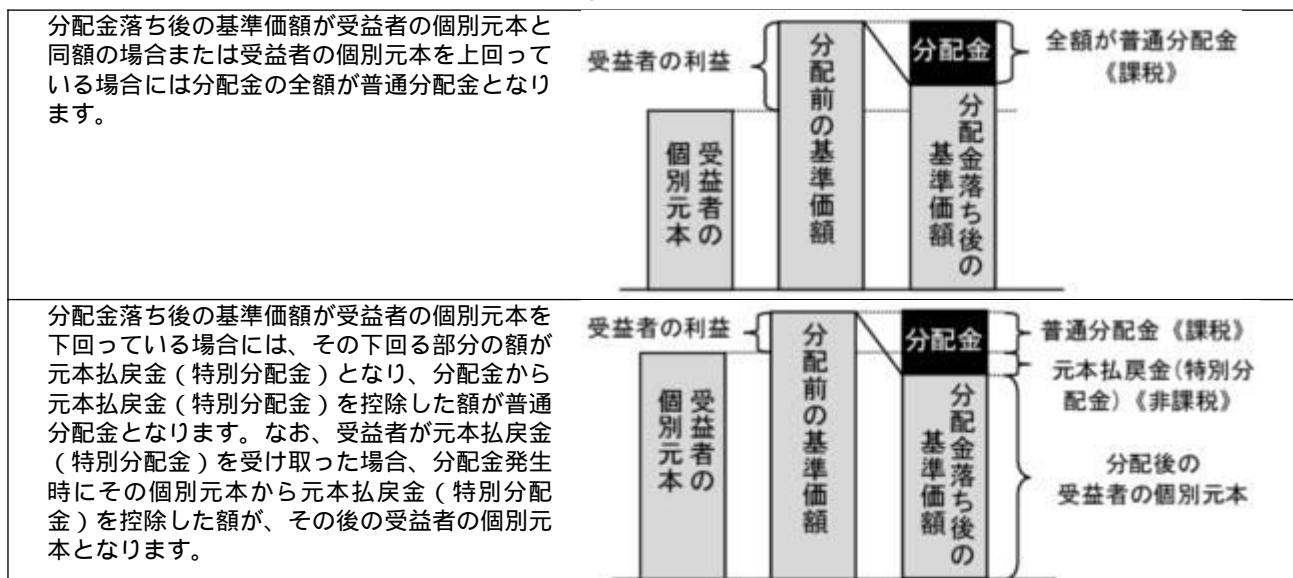 分配金落ち後の基準価額が受益者の個別元本と
同額の場合または受益者の個別元本を上回って
いる場合には分配金の全額が普通分配金となり
ます。
受益者の利益
分配前の基準価額
分配金
全額が普通分配金
《課税》
受益者の
個別元本
分配金落ち後の
基準価額
分配金落ち後の基準価額が受益者の個別元本を
下回っている場合には、その下回る部分の額が
元本払戻金(特別分配金)となり、分配金から
元本払戻金(特別分配金)を控除した額が普通
分配金となります。なお、受益者が元本払戻金
(特別分配金)を受け取った場合、分配金発生
時にその個別元本から元本払戻金(特別分配
金)を控除した額が、その後の受益者の個別元
本となります。
受益者の利益
分配前の基準価額
分配金
普通分配金《課税》
元本払戻金(特別分
配金)《非課税》
受益者の
個別元本
分配金落ち後の
基準価額
分配後の
受益者の個別元本